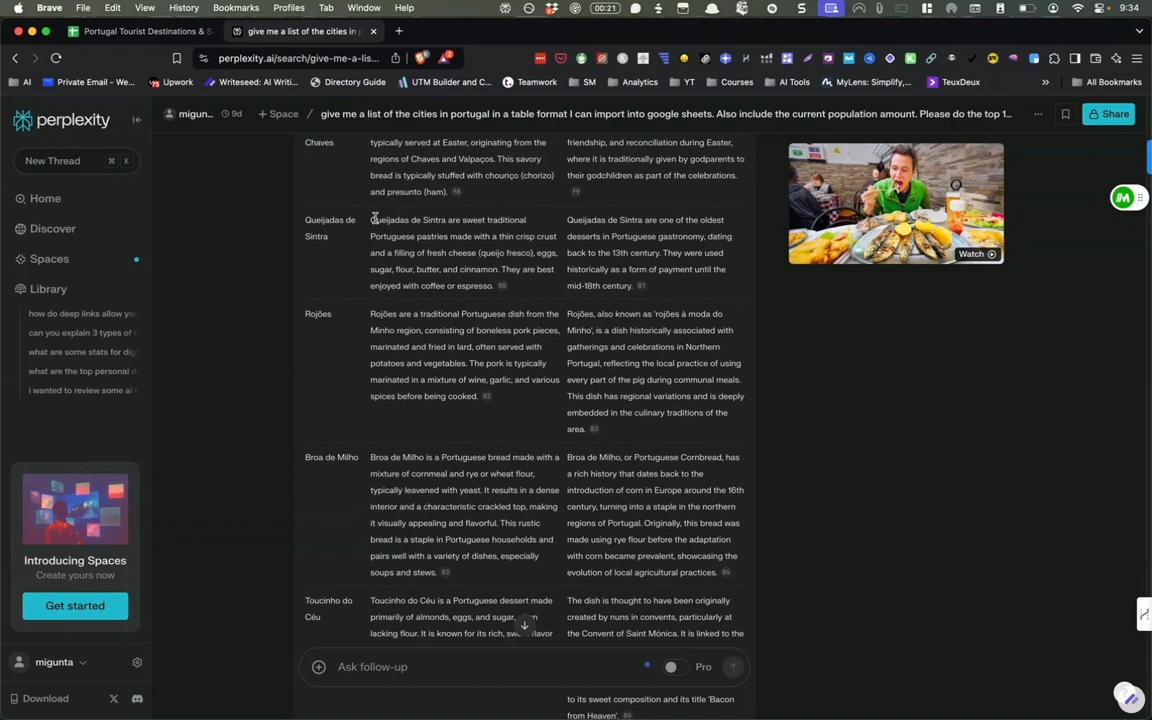 Brave File Edit View History Bookmarks Profiles Tab Window Help 00:21 9:34
Portugal Tourist Destinations & S
give me a list of the cities in p
perplexity.ai/search/give-me-a-lis...
AI Private Email - We... Upwork Writeseed: AI Writi... Directory Guide UTM Builder and C... Teamwork SM Analytics YT Courses AI Tools MyLens: Simplify,... TeuxDeux All Bookmarks
perplexity
migun... 9d + Space / give me a list of the cities in portugal in a table format I can import into google sheets. Also include the current population amount. Please do the top 1... Share
New Thread K
Home
Discover
Spaces
Library
how do deep links allow you
can you explain 3 types of
what are some stats for dig
what are the top personal d
i wanted to review some ai t
Introducing Spaces
Create yours now
Get started
migunta
Download
Chaves
typically served at Easter, originating from the
regions of Chaves and Valpaços. This savory
bread is typically stuffed with chouriço (chorizo)
and presunto (ham). 78
friendship, and reconciliation during Easter,
where it is traditionally given by godparents to
their godchildren as part of the celebrations.
79
Queijadas de
Sintra
Queijadas de Sintra are sweet traditional
Portuguese pastries made with a thin crisp crust
and a filling of fresh cheese (queijo fresco), eggs,
sugar, flour, butter, and cinnamon. They are best
enjoyed with coffee or espresso. 80
Queijadas de Sintra are one of the oldest
desserts in Portuguese gastronomy, dating
back to the 13th century. They were used
historically as a form of payment until the
mid-18th century. 81
Rojões
Rojões are a traditional Portuguese dish from the
Minho region, consisting of boneless pork pieces,
marinated and fried in lard, often served with
potatoes and vegetables. The pork is typically
marinated in a mixture of wine, garlic, and various
spices before being cooked. 82
Rojões, also known as 'rojões à moda do
Minho', is a dish historically associated with
gatherings and celebrations in Northern
Portugal, reflecting the local practice of using
every part of the pig during communal meals.
This dish has regional variations and is deeply
embedded in the culinary traditions of the
area. 82
Broa de Milho
Broa de Milho is a Portuguese bread made with a
mixture of cornmeal and rye or wheat flour,
typically leavened with yeast. It results in a dense
interior and a characteristic crackled top, making
it visually appealing and flavorful. This rustic
bread is a staple in Portuguese households and
pairs well with a variety of dishes, especially
soups and stews. 83
Broa de Milho, or Portuguese Cornbread, has
a rich history that dates back to the
introduction of corn in Europe around the 16th
century, turning into a staple in the northern
regions of Portugal. Originally, this bread was
made using rye flour before the adaptation
with corn became prevalent, showcasing the
evolution of local agricultural practices. 84
Toucinho do
Céu
Toucinho do Céu is a Portuguese dessert made
primarily of almonds, eggs, and sugar,
lacking flour. It is known for its rich, flavor
The dish is thought to have been originally
created by nuns in convents, particularly at
the Convent of Saint Mónica. It is linked to the
to its sweet composition and its title 'Bacon
from Heaven'. 86
Ask follow-up
Pro
Watch